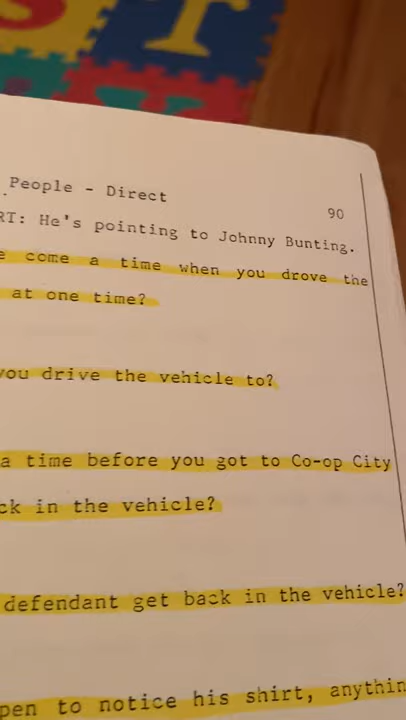 People - Direct
90
RT: He's pointing to Johnny Bunting.
e come a time when you drove the
at one time?
you drive the vehicle to?
a time before you got to Co-op City
ck in the vehicle?
defendant get back in the vehicle?
pen to notice his shirt, anythin